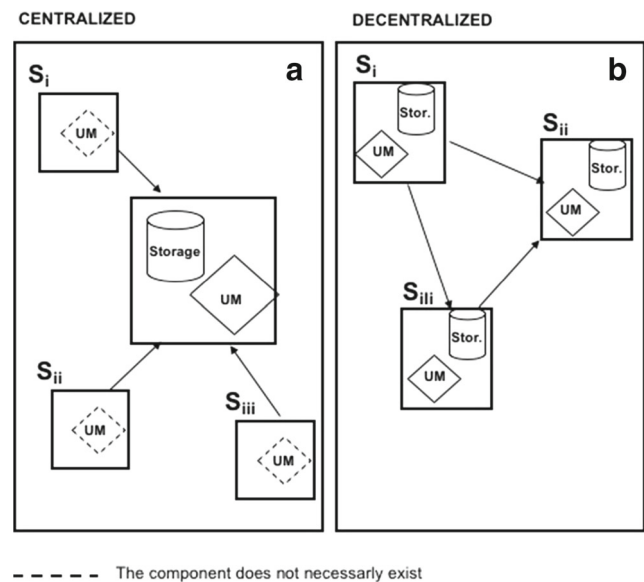 CENTRALIZED
a
Si
UM
Storage
UM
Sii
UM
Siii
UM
DECENTRALIZED
b
Si
Stor.
UM
Sii
Stor.
UM
Sili
Stor.
UM
The component does not necessarly exist